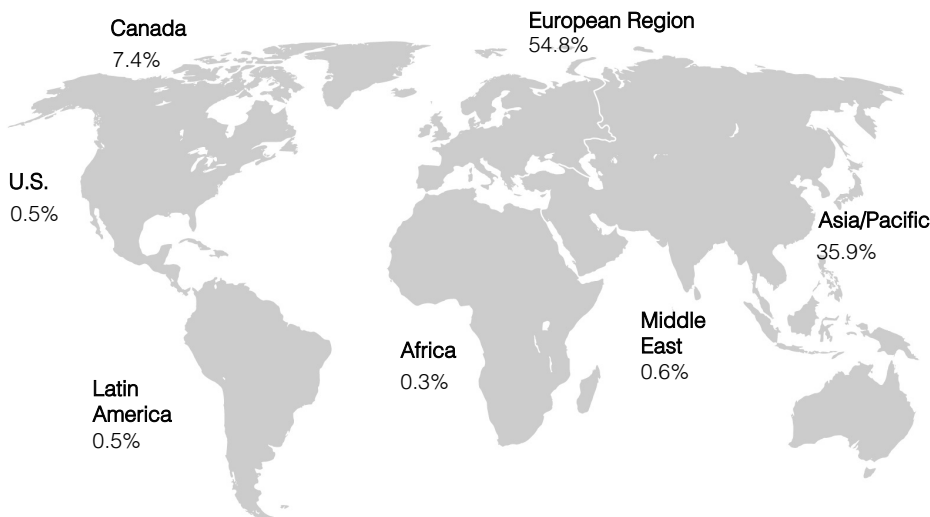 Canada
7.4%
European Region
54.8%
U.S.
0.5%
Asia/Pacific
35.9%
Middle
East
0.6%
Africa
0.3%
Latin
America
0.5%